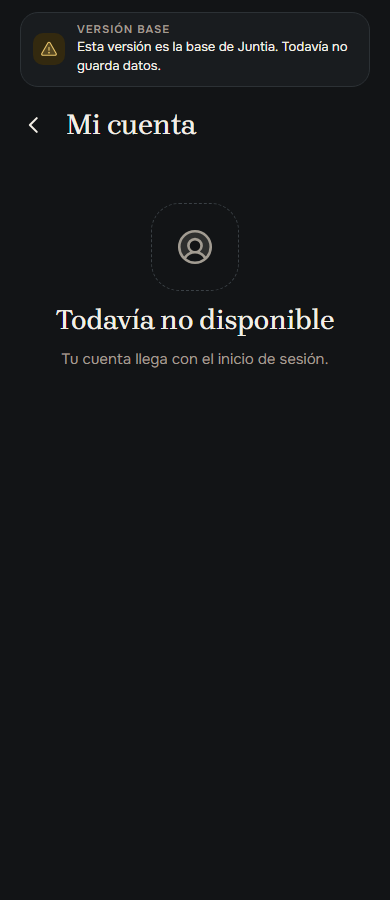 VERSIÓN BASE
Esta versión es la base de Juntia. Todavía no
guarda datos.
Mi cuenta
Todavía no disponible
Tu cuenta llega con el inicio de sesión.